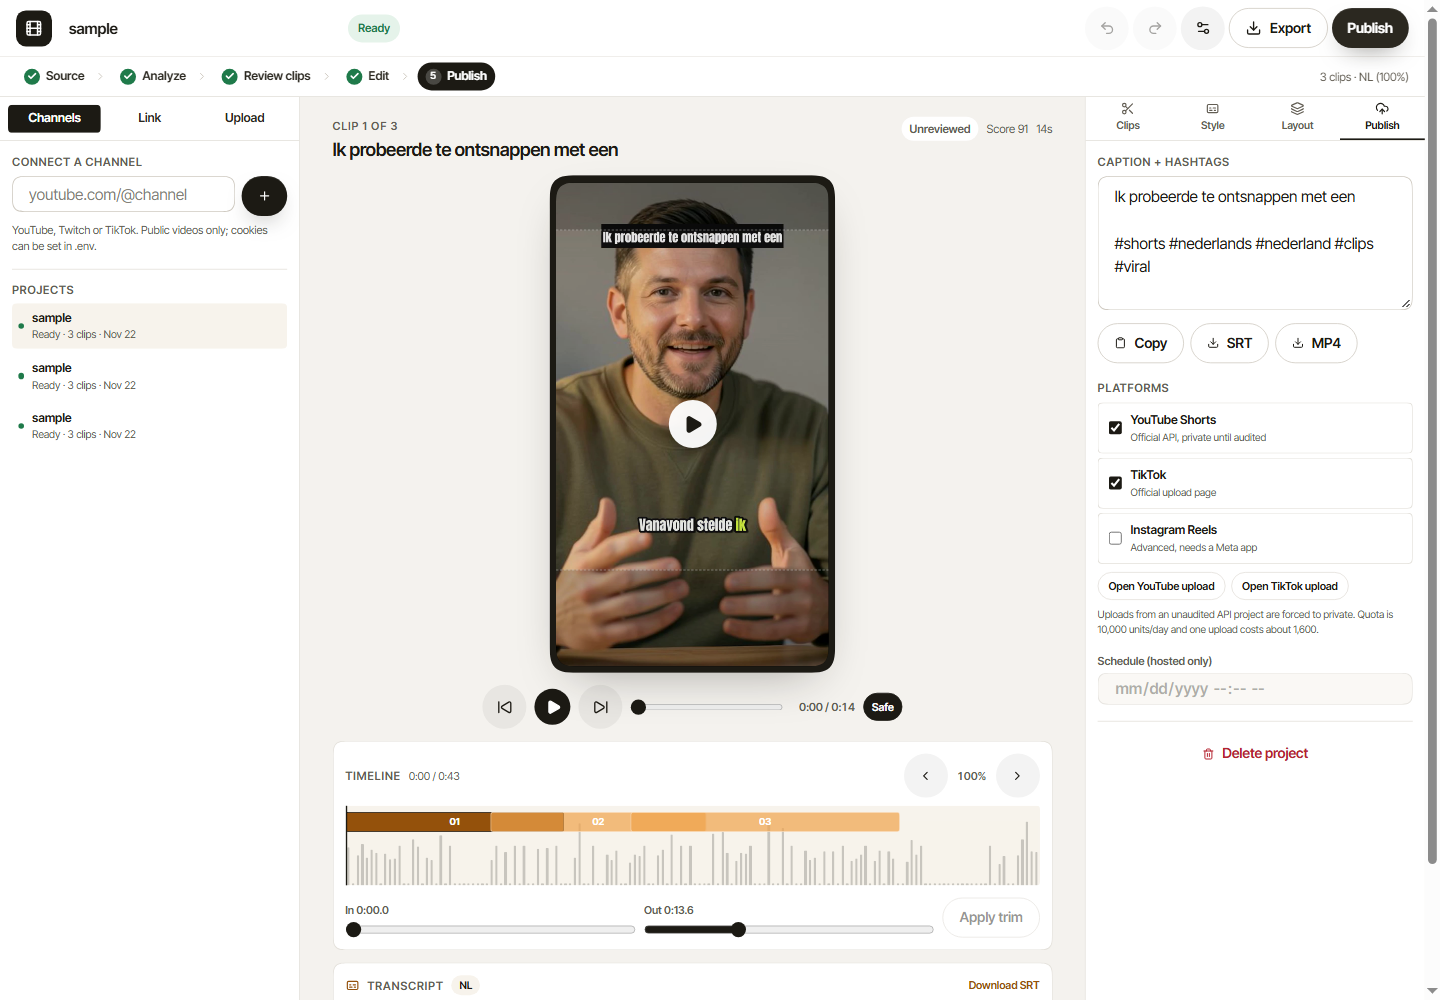 sample
Ready
Export
Publish
Source
Analyze
Review clips
Edit
5 Publish
3 clips · NL (100%)
Channels
Link
Upload
CONNECT A CHANNEL
youtube.com/@channel
YouTube, Twitch or TikTok. Public videos only; cookies
can be set in .env.
PROJECTS
sample
Ready · 3 clips · Nov 22
sample
Ready · 3 clips · Nov 22
sample
Ready · 3 clips · Nov 22
CLIP 1 OF 3
Ik probeerde te ontsnappen met een
Unreviewed
Score 91 14s
Ik probeerde te ontsnappen met een
Vanavond stelde ik
0:00 / 0:14
Safe
TIMELINE 0:00 / 0:43
100%
01
02
03
In 0:00.0
Out 0:13.6
Apply trim
TRANSCRIPT NL
Download SRT
Clips
Style
Layout
Publish
CAPTION + HASHTAGS
Ik probeerde te ontsnappen met een
#shorts #nederlands #nederland #clips
#viral
Copy
SRT
MP4
PLATFORMS
YouTube Shorts
Official API, private until audited
TikTok
Official upload page
Instagram Reels
Advanced, needs a Meta app
Open YouTube upload
Open TikTok upload
Uploads from an unaudited API project are forced to private. Quota is
10,000 units/day and one upload costs about 1,600.
Schedule (hosted only)
mm/dd/yyyy --:-- --
Delete project